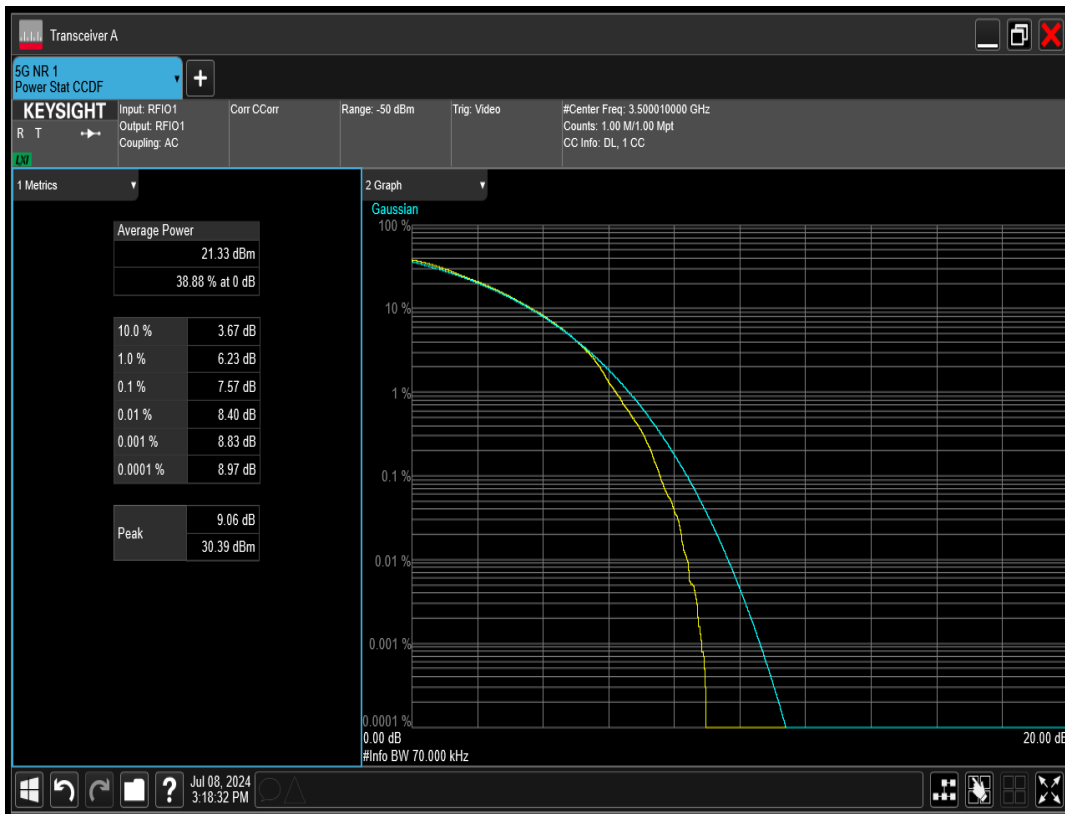 Transceiver A
5G NR 1
Power Stat CCDF
+
KEYSIGHT
R T
LXI
Input: RFIO1
Output: RFIO1
Coupling: AC
Corr CCorr
Range: -50 dBm
Trig: Video
#Center Freq: 3.500010000 GHz
Counts: 1.00 M/1.00 Mpt
CC Info: DL, 1 CC
1 Metrics
Average Power
21.33 dBm
38.88 % at 0 dB
10.0 % 3.67 dB
1.0 % 6.23 dB
0.1 % 7.57 dB
0.01 % 8.40 dB
0.001 % 8.83 dB
0.0001 % 8.97 dB
Peak
9.06 dB
30.39 dBm
2 Graph
Gaussian
100 %
10 %
1 %
0.1 %
0.01 %
0.001 %
0.0001 %
0.00 dB
20.00 dB
#Info BW 70.000 kHz
?
Jul 08, 2024
3:18:32 PM